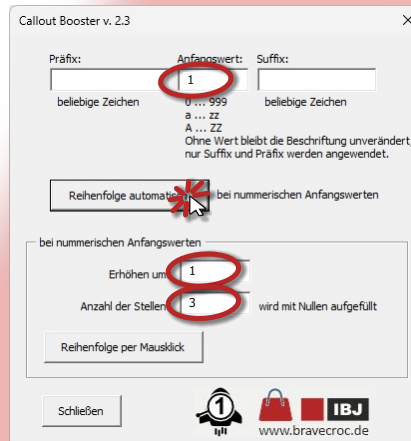 Callout Booster v. 2.3
Präfix: Anfangswert: Suffix:
1
beliebige Zeichen 0 ... 999 beliebige Zeichen
a ... zz
A ... ZZ
Ohne Wert bleibt die Beschriftung unverändert,
nur Suffix und Präfix werden angewendet.
Reihenfolge bei nummerischen Anfangswerten
bei nummerischen Anfangswerten
Erhöhen um 1
Anzahl der Stellen 3 wird mit Nullen aufgefüllt
Reihenfolge per Mausklick
Schließen
1 IBJ
www.bravecroc.de